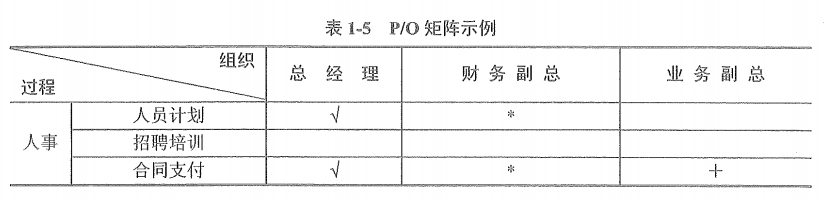 表 1-5 P/O 矩阵示例
组织
过程
总 经 理 财 务 副 总 业 务 副 总
人事 人员计划 √ *
招聘培训
合同支付 √ * +